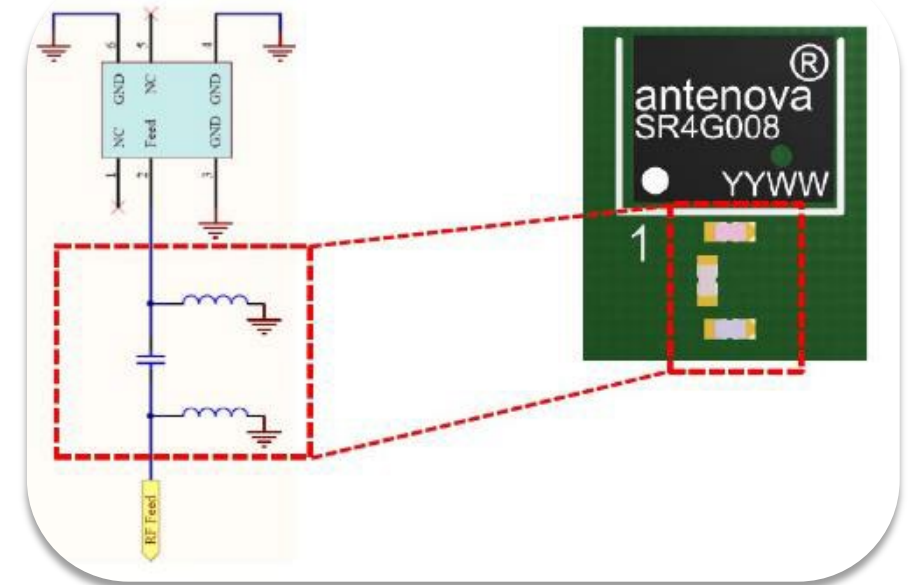 6
5
4
GND
NC
GND
NC
Feed
GND
1
2
3
RF Feed
®
antenova
SR4G008
YYWW
1